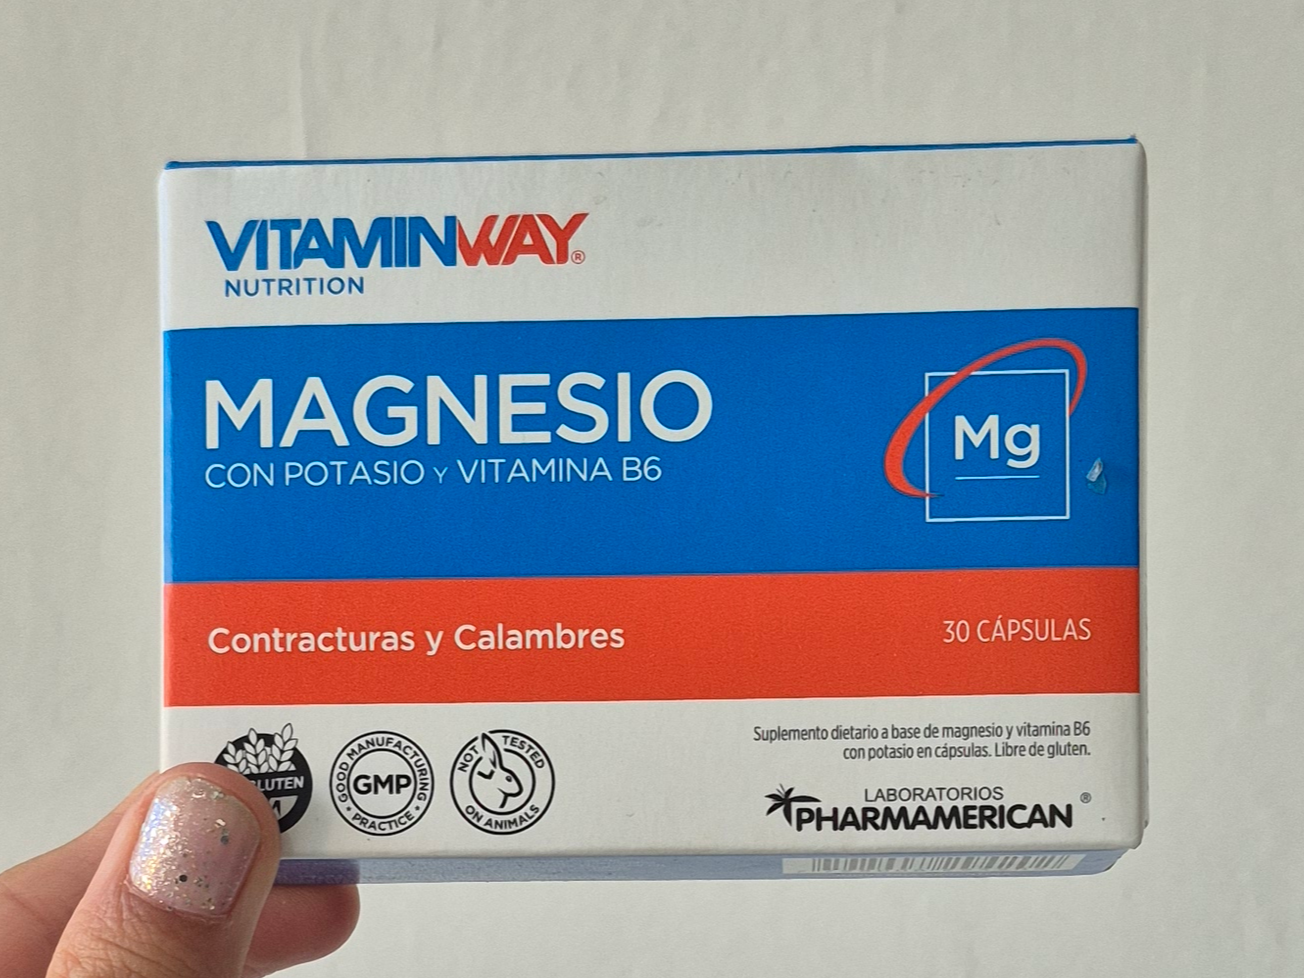 VITAMINWAY®
NUTRITION
MAGNESIO
CON POTASIO Y VITAMINA B6
Mg
Contracturas y Calambres
30 CÁPSULAS
GOOD MANUFACTURING
GMP
PRACTICE
NOT TESTED
ON ANIMALS
Suplemento dietario a base de magnesio y vitamina B6
con potasio en cápsulas. Libre de gluten.
LABORATORIOS
PHARMAMERICAN®